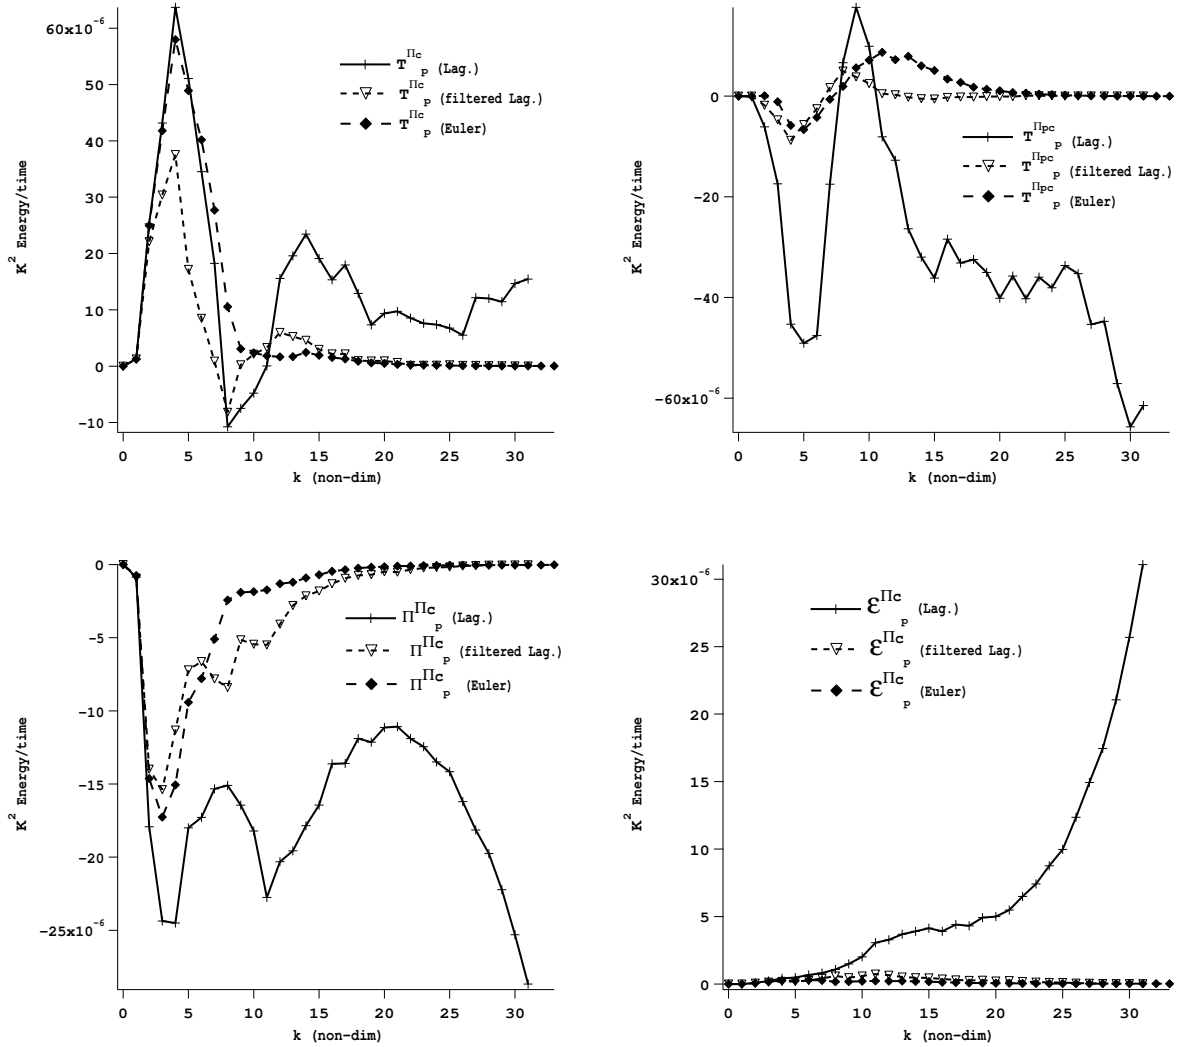 60x10⁻⁶
50
40
30
20
10
0
-10
K² Energy/time
0 5 10 15 20 25 30
k (non-dim)
T^Πc_p (Lag.)
T^Πc_p (filtered Lag.)
T^Πc_p (Euler)
0
-20
-40
-60x10⁻⁶
K² Energy/time
0 5 10 15 20 25 30
k (non-dim)
T^Πpc_p (Lag.)
T^Πpc_p (filtered Lag.)
T^Πpc_p (Euler)
0
-5
-10
-15
-20
-25x10⁻⁶
K² Energy/time
0 5 10 15 20 25 30
k (non-dim)
Π^Πc_p (Lag.)
Π^Πc_p (filtered Lag.)
Π^Πc_p (Euler)
30x10⁻⁶
25
20
15
10
5
0
K² Energy/time
0 5 10 15 20 25 30
k (non-dim)
ε^Πc_p (Lag.)
ε^Πc_p (filtered Lag.)
ε^Πc_p (Euler)